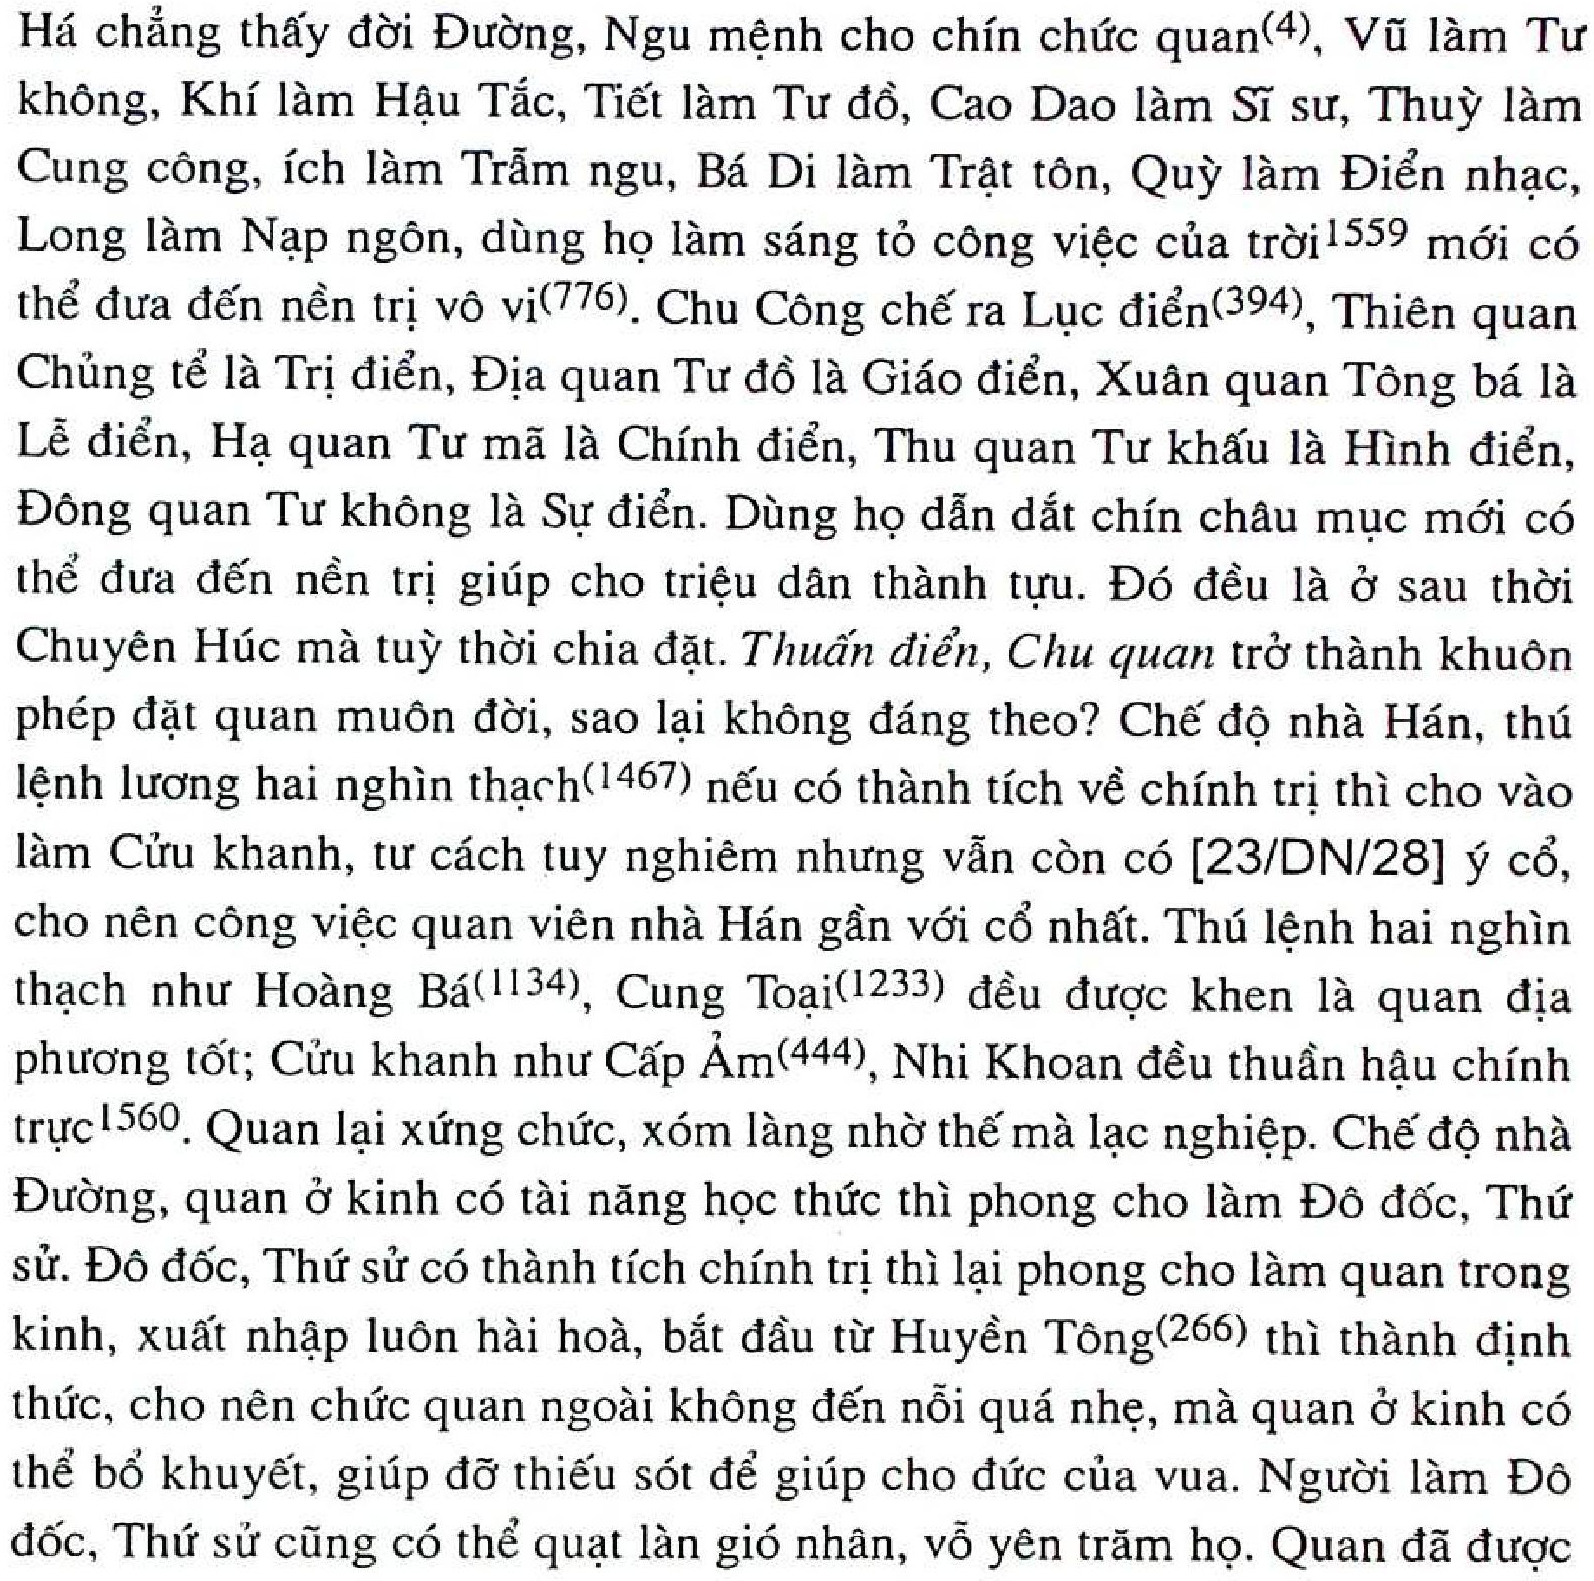 Há chẳng thấy đời Đường, Ngu mệnh cho chín chức quan(4), Vũ làm Tư
không, Khí làm Hậu Tắc, Tiết làm Tư đồ, Cao Dao làm Sĩ sư, Thuỳ làm
Cung công, ích làm Trẫm ngu, Bá Di làm Trật tôn, Quỳ làm Điển nhạc,
Long làm Nạp ngôn, dùng họ làm sáng tỏ công việc của trời1559 mới có
thể đưa đến nền trị vô vi(776). Chu Công chế ra Lục điển(394), Thiên quan
Chủng tể là Trị điển, Địa quan Tư đồ là Giáo điển, Xuân quan Tông bá là
Lễ điển, Hạ quan Tư mã là Chính điển, Thu quan Tư khấu là Hình điển,
Đông quan Tư không là Sự điển. Dùng họ dẫn dắt chín châu mục mới có
thể đưa đến nền trị giúp cho triệu dân thành tựu. Đó đều là ở sau thời
Chuyên Húc mà tuỳ thời chia đặt. Thuấn điển, Chu quan trở thành khuôn
phép đặt quan muôn đời, sao lại không đáng theo? Chế độ nhà Hán, thú
lệnh lương hai nghìn thạch(1467) nếu có thành tích về chính trị thì cho vào
làm Cửu khanh, tư cách tuy nghiêm nhưng vẫn còn có [23/DN/28] ý cổ,
cho nên công việc quan viên nhà Hán gần với cổ nhất. Thú lệnh hai nghìn
thạch như Hoàng Bá(1134), Cung Toại(1233) đều được khen là quan địa
phương tốt; Cửu khanh như Cấp Ảm(444), Nhi Khoan đều thuần hậu chính
trực1560. Quan lại xứng chức, xóm làng nhờ thế mà lạc nghiệp. Chế độ nhà
Đường, quan ở kinh có tài năng học thức thì phong cho làm Đô đốc, Thứ
sử. Đô đốc, Thứ sử có thành tích chính trị thì lại phong cho làm quan trong
kinh, xuất nhập luôn hài hoà, bắt đầu từ Huyền Tông(266) thì thành định
thức, cho nên chức quan ngoài không đến nỗi quá nhẹ, mà quan ở kinh có
thể bổ khuyết, giúp đỡ thiếu sót để giúp cho đức của vua. Người làm Đô
đốc, Thứ sử cũng có thể quạt làn gió nhân, vỗ yên trăm họ. Quan đã được